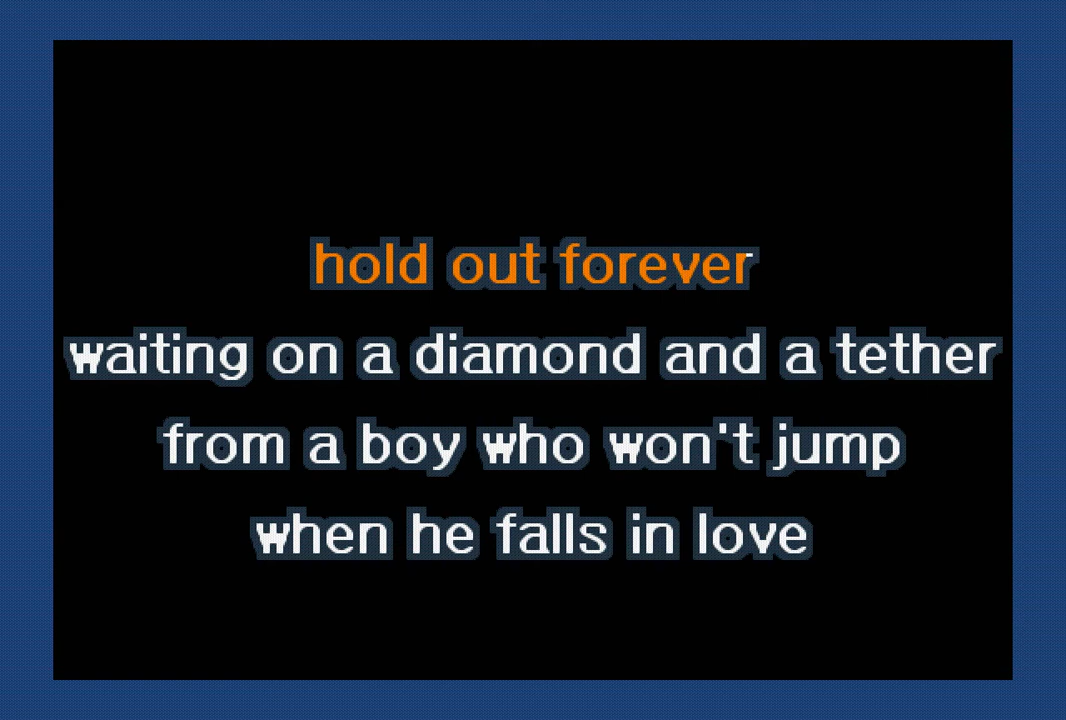 hold out forever
waiting on a diamond and a tether
from a boy who won't jump
when he falls in love